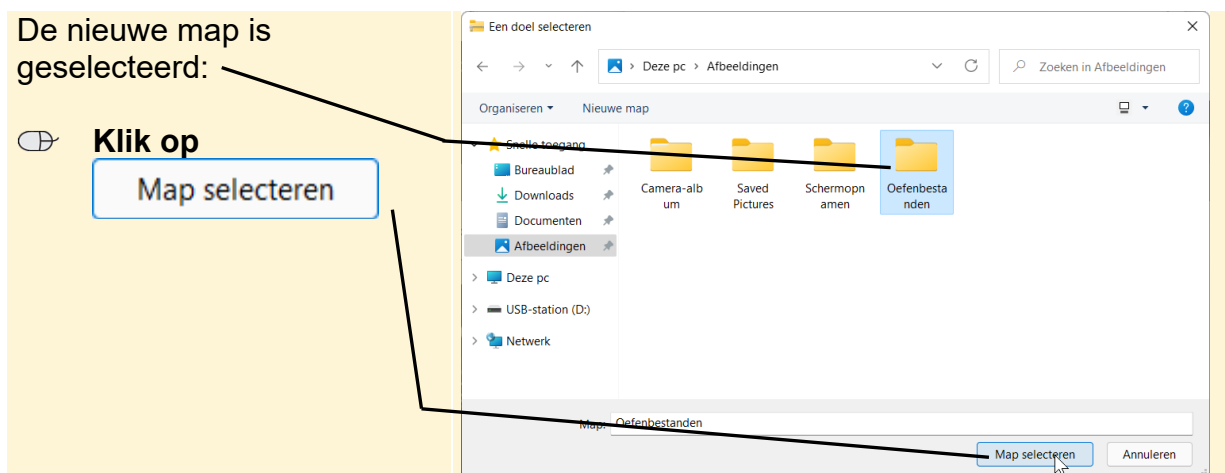 De nieuwe map is
geselecteerd:
Klik op
Map selecteren
Een doel selecteren
Deze pc › Afbeeldingen
Zoeken in Afbeeldingen
Organiseren
Nieuwe map
Snelle toegang
Bureaublad
Downloads
Documenten
Afbeeldingen
Deze pc
USB-station (D:)
Netwerk
Camera-alb
um
Saved
Pictures
Schermopn
amen
Oefenbesta
nden
Map:
Oefenbestanden
Map selecteren
Annuleren